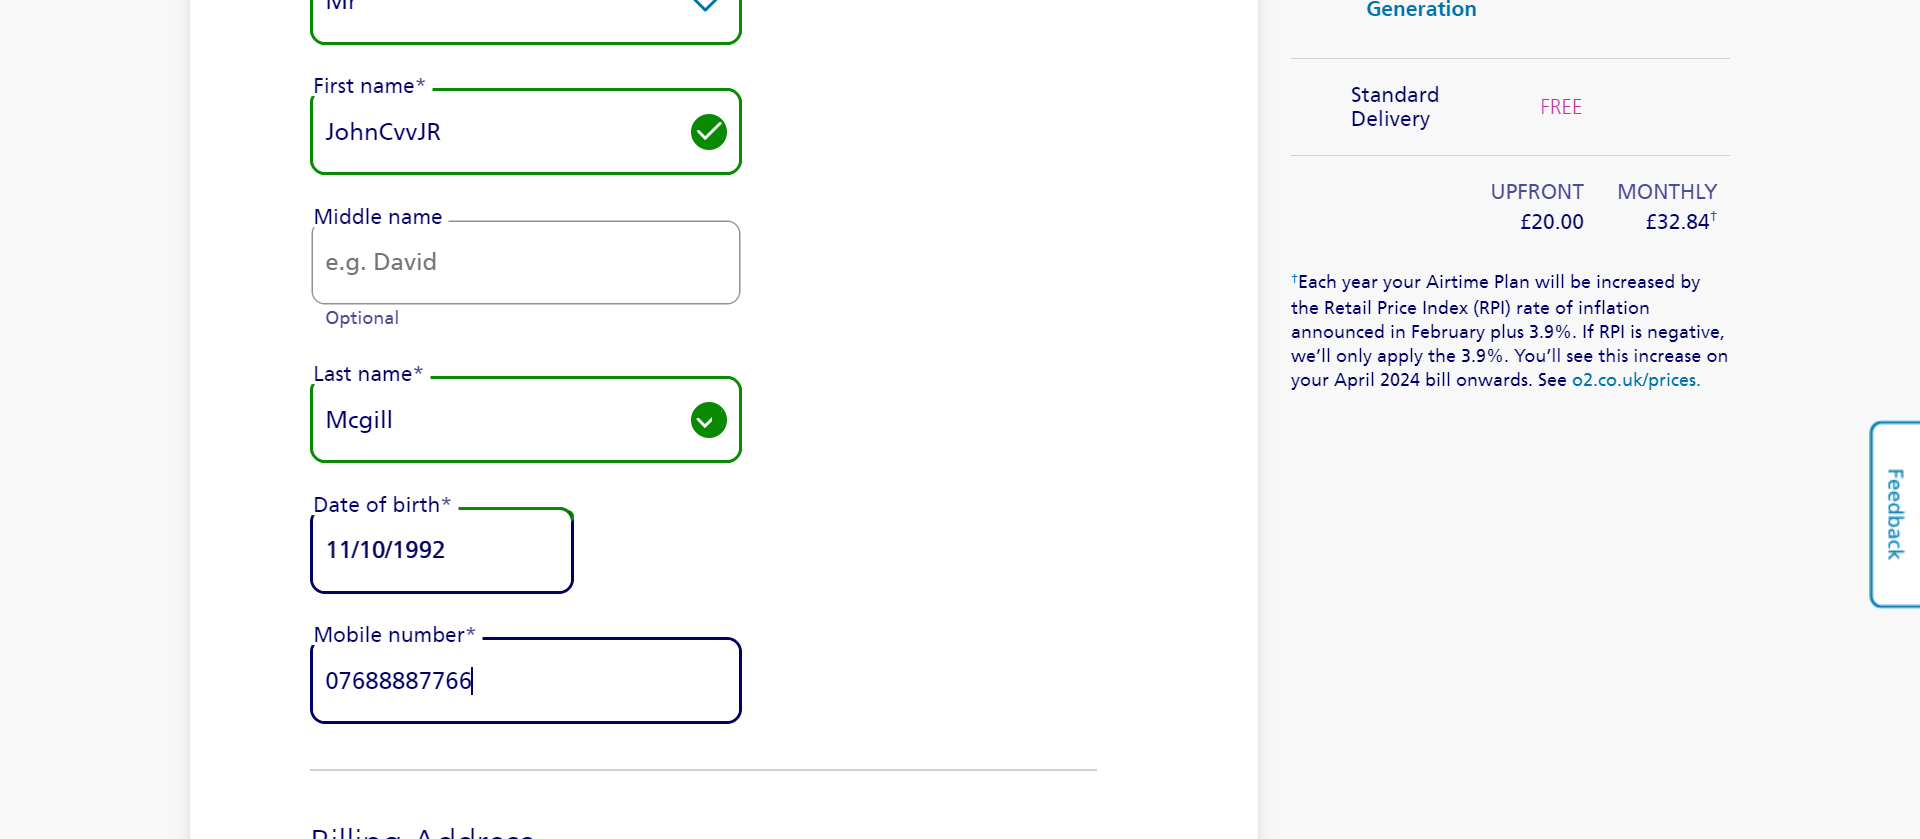 Mr
First name*
JohnCvvJR
Middle name
e.g. David
Optional
Last name*
Mcgill
Date of birth*
11/10/1992
Mobile number*
07688887766
Billing Address
Generation
Standard
Delivery
FREE
UPFRONT MONTHLY
£20.00 £32.84†
†Each year your Airtime Plan will be increased by
the Retail Price Index (RPI) rate of inflation
announced in February plus 3.9%. If RPI is negative,
we’ll only apply the 3.9%. You’ll see this increase on
your April 2024 bill onwards. See o2.co.uk/prices.
Feedback